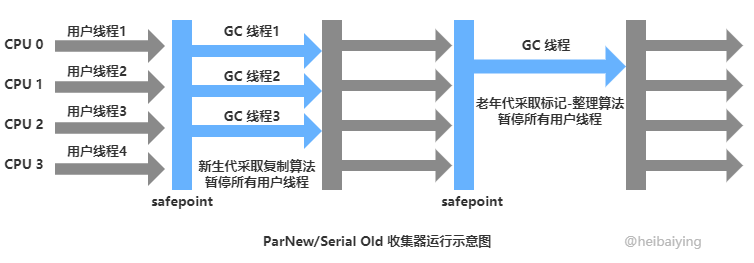 CPU 0
用户线程1
GC 线程1
GC 线程
CPU 1
用户线程2
GC 线程2
CPU 2
用户线程3
GC 线程3
老年代采取标记-整理算法
暂停所有用户线程
CPU 3
用户线程4
新生代采取复制算法
暂停所有用户线程
safepoint
safepoint
ParNew/Serial Old 收集器运行示意图
@heibaiying